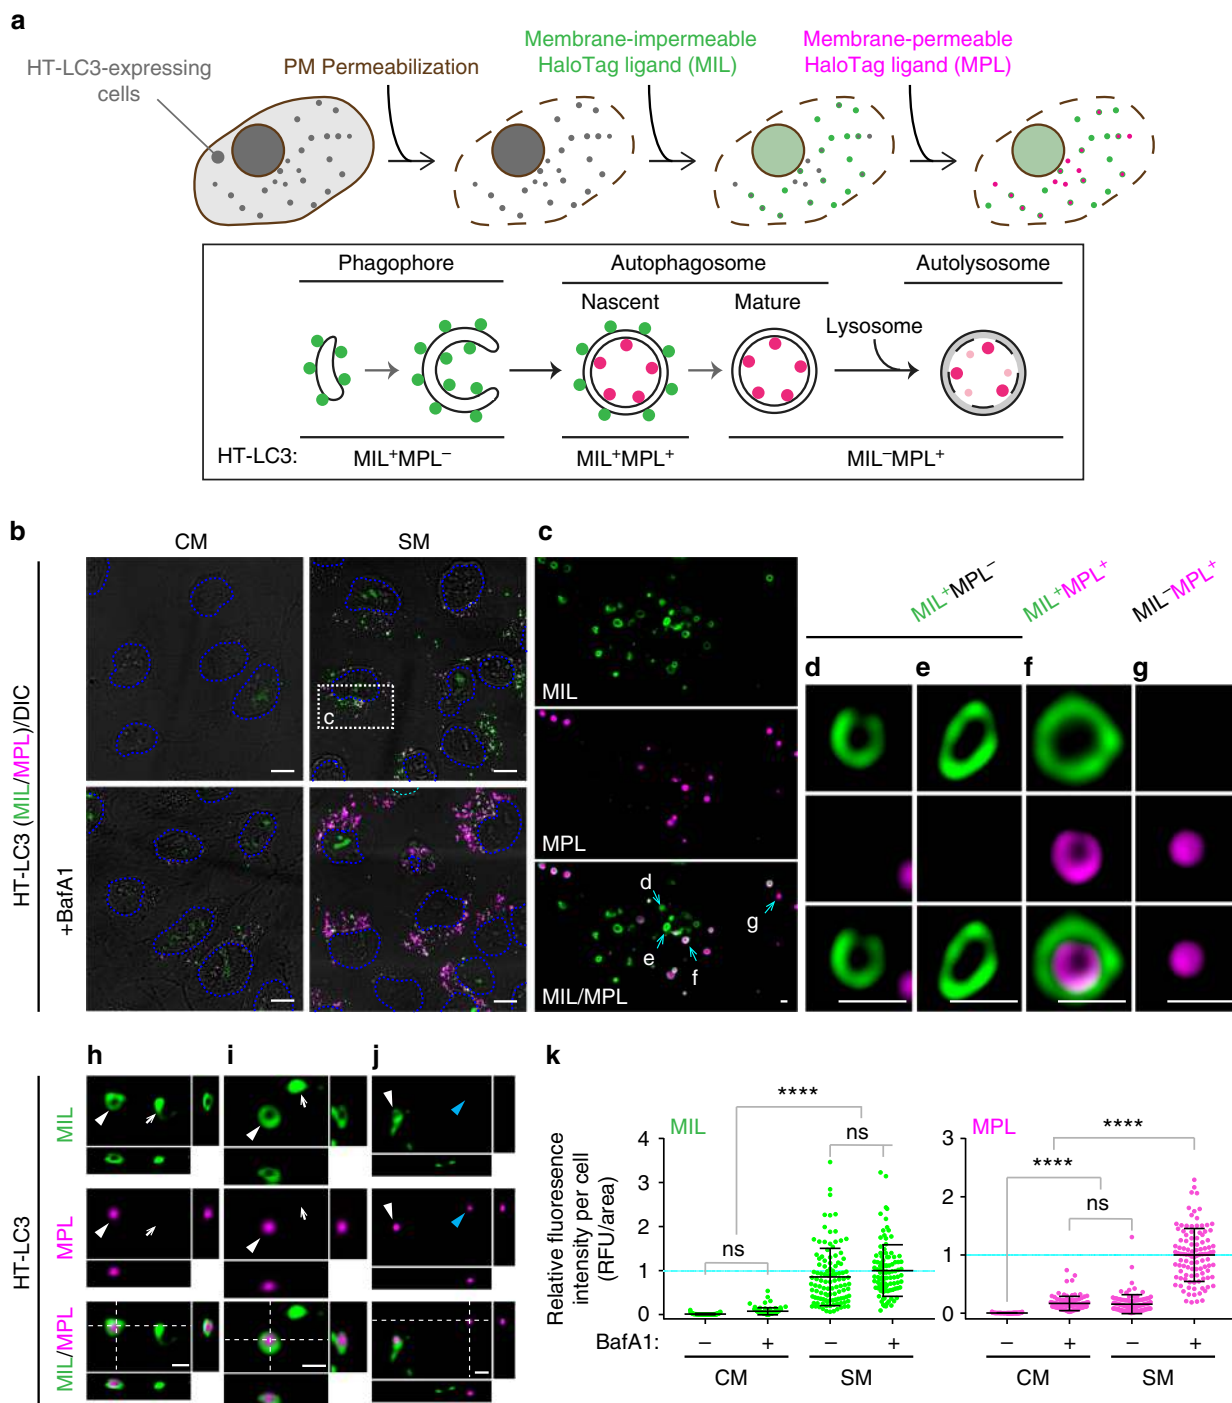 a
HT-LC3-expressing
cells
PM Permeabilization
Membrane-impermeable
HaloTag ligand (MIL)
Membrane-permeable
HaloTag ligand (MPL)
Phagophore
Autophagosome
Autolysosome
Nascent
Mature
Lysosome
HT-LC3:
MIL⁺MPL⁻
MIL⁺MPL⁺
MIL⁻MPL⁺
b
CM
SM
HT-LC3 (MIL/MPL)/DIC
+BafA1
c
c
MIL
MPL
MIL/MPL
d
e
f
g
MIL⁺MPL⁻
MIL⁺MPL⁺
MIL⁻MPL⁺
d
e
f
g
h
i
j
HT-LC3
MIL
MPL
MIL/MPL
k
Relative fluoresence
intensity per cell
(RFU/area)
MIL
****
ns
ns
4
3
2
1
0
MPL
****
****
ns
3
2
1
0
BafA1:
–
+
–
+
–
+
–
+
CM
SM
CM
SM